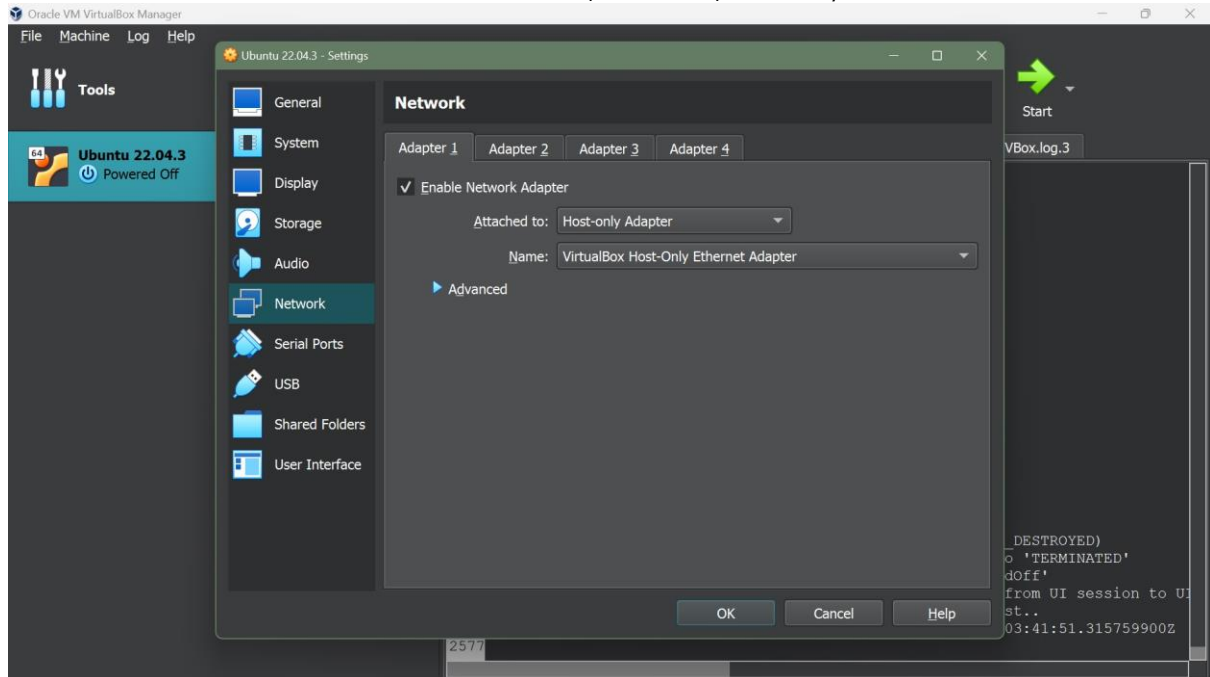 Oracle VM VirtualBox Manager
File Machine Log Help
Tools
64
Ubuntu 22.04.3
Powered Off
Ubuntu 22.04.3 - Settings
General
System
Display
Storage
Audio
Network
Serial Ports
USB
Shared Folders
User Interface
Network
Adapter 1 Adapter 2 Adapter 3 Adapter 4
Enable Network Adapter
Attached to: Host-only Adapter
Name: VirtualBox Host-Only Ethernet Adapter
Advanced
OK Cancel Help
Start
VBox.log.3
_DESTROYED)
o 'TERMINATED'
dOff'
from UI session to UI
st..
03:41:51.315759900Z
2577